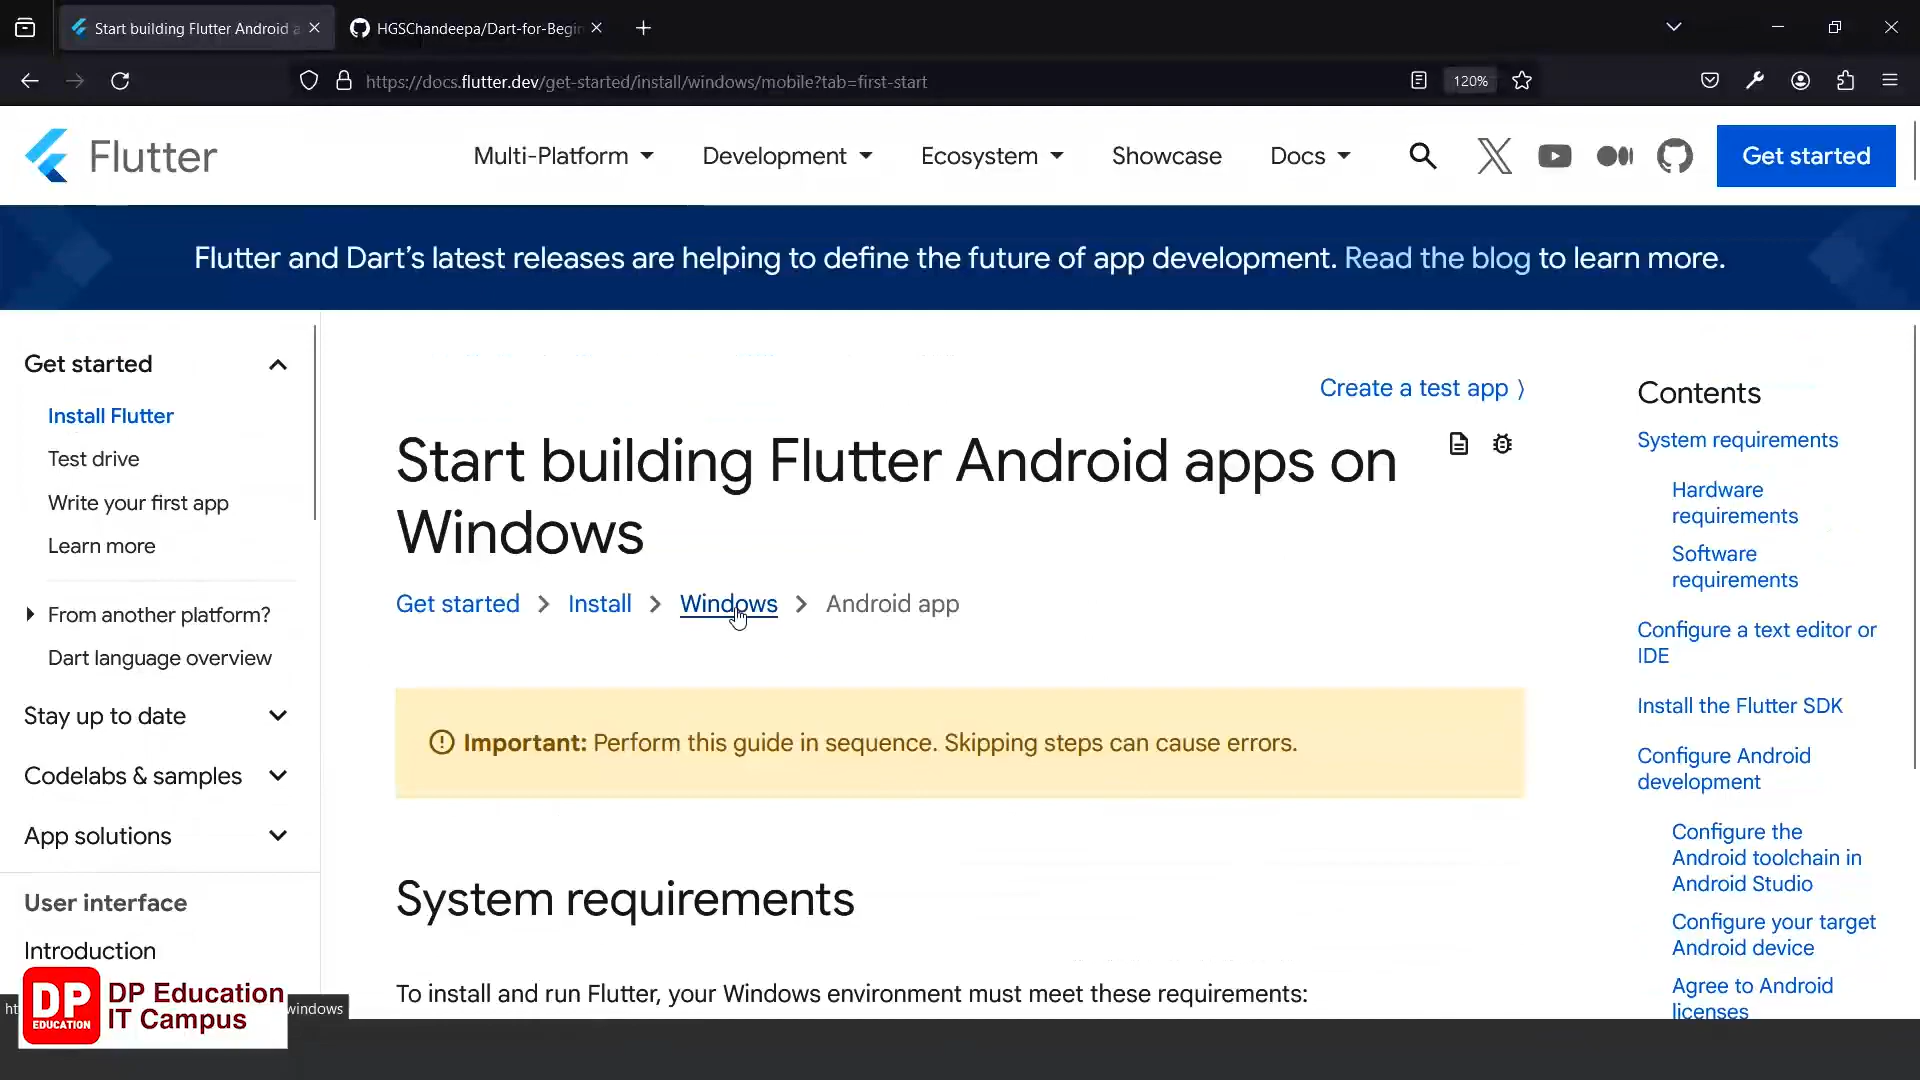 Start building Flutter Android a
HGSChandeepa/Dart-for-Begin
https://docs.flutter.dev/get-started/install/windows/mobile?tab=first-start
120%
Flutter
Multi-Platform
Development
Ecosystem
Showcase
Docs
Get started
Flutter and Dart's latest releases are helping to define the future of app development. Read the blog to learn more.
Get started
Install Flutter
Test drive
Write your first app
Learn more
From another platform?
Dart language overview
Stay up to date
Codelabs & samples
App solutions
User interface
Introduction
Create a test app ⟩
Start building Flutter Android apps on
Windows
Get started > Install > Windows > Android app
Important: Perform this guide in sequence. Skipping steps can cause errors.
System requirements
To install and run Flutter, your Windows environment must meet these requirements:
Contents
System requirements
Hardware
requirements
Software
requirements
Configure a text editor or
IDE
Install the Flutter SDK
Configure Android
development
Configure the
Android toolchain in
Android Studio
Configure your target
Android device
Agree to Android
licenses
DP
EDUCATION
DP Education
IT Campus
ht
windows